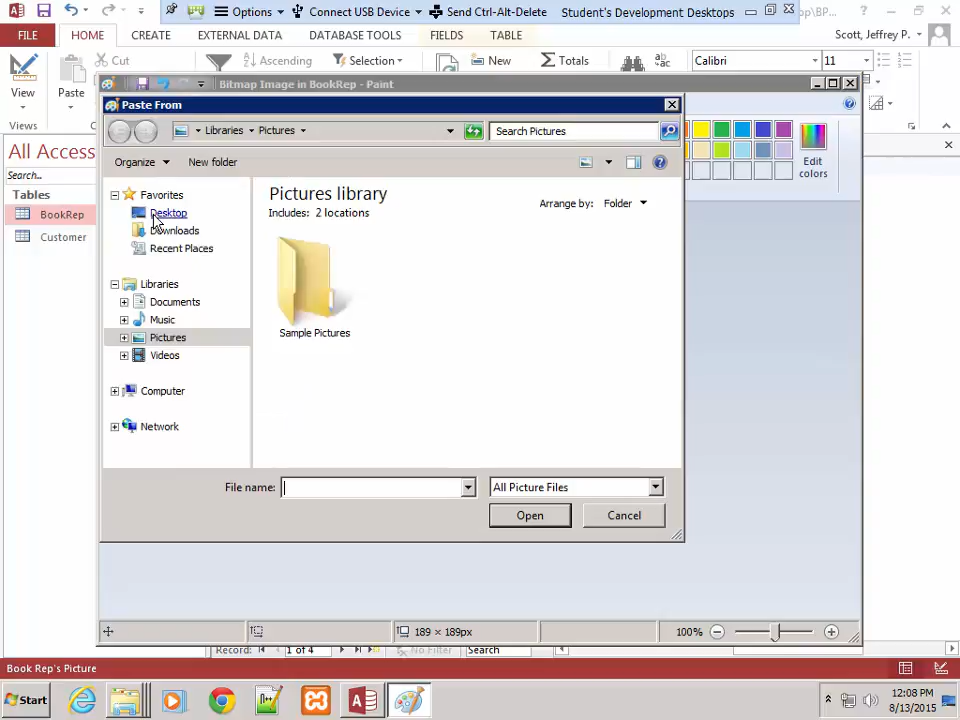 Options
Connect USB Device
Send Ctrl-Alt-Delete
Student's Development Desktops
op\BP...
FILE
HOME
CREATE
EXTERNAL DATA
DATABASE TOOLS
FIELDS
TABLE
Scott, Jeffrey P.
View
Views
Paste
Cut
Ascending
Selection
New
Totals
Calibri
11
Bitmap Image in BookRep - Paint
Paste From
Libraries
Pictures
Search Pictures
Organize
New folder
Edit
colors
All Access
Search...
Tables
BookRep
Customer
Favorites
Desktop
Downloads
Recent Places
Libraries
Documents
Music
Pictures
Videos
Computer
Network
Pictures library
Includes: 2 locations
Arrange by: Folder
Sample Pictures
File name:
All Picture Files
Open
Cancel
189 × 189px
100%
Record:
1 of 4
No Filter
Search
Book Rep's Picture
Start
12:08 PM
8/13/2015